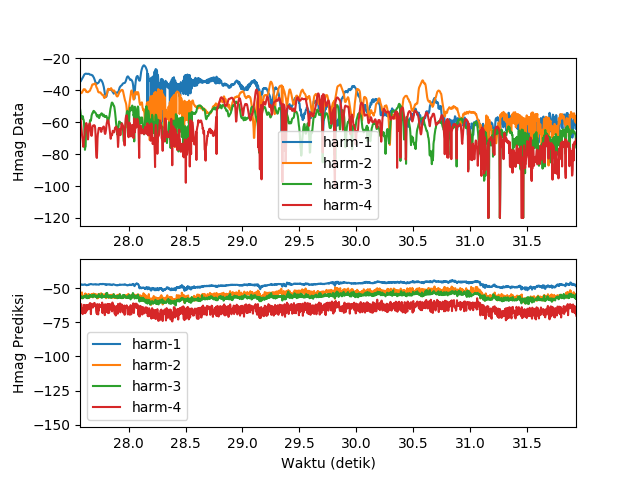 −20
−40
−60
−80
−100
−120
Hmag Data
harm-1
harm-2
harm-3
harm-4
28.0 28.5 29.0 29.5 30.0 30.5 31.0 31.5
−50
−75
−100
−125
−150
Hmag Prediksi
harm-1
harm-2
harm-3
harm-4
28.0 28.5 29.0 29.5 30.0 30.5 31.0 31.5
Waktu (detik)